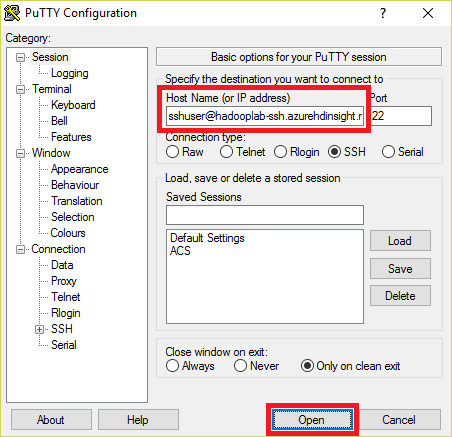 PuTTY Configuration
Category:
Session
Logging
Terminal
Keyboard
Bell
Features
Window
Appearance
Behaviour
Translation
Selection
Colours
Connection
Data
Proxy
Telnet
Rlogin
SSH
Serial
Basic options for your PuTTY session
Specify the destination you want to connect to
Host Name (or IP address) Port
sshuser@hadooplab-ssh.azurehdinsight.r 22
Connection type:
Raw Telnet Rlogin SSH Serial
Load, save or delete a stored session
Saved Sessions
Default Settings
ACS
Load
Save
Delete
Close window on exit:
Always Never Only on clean exit
About Help Open Cancel